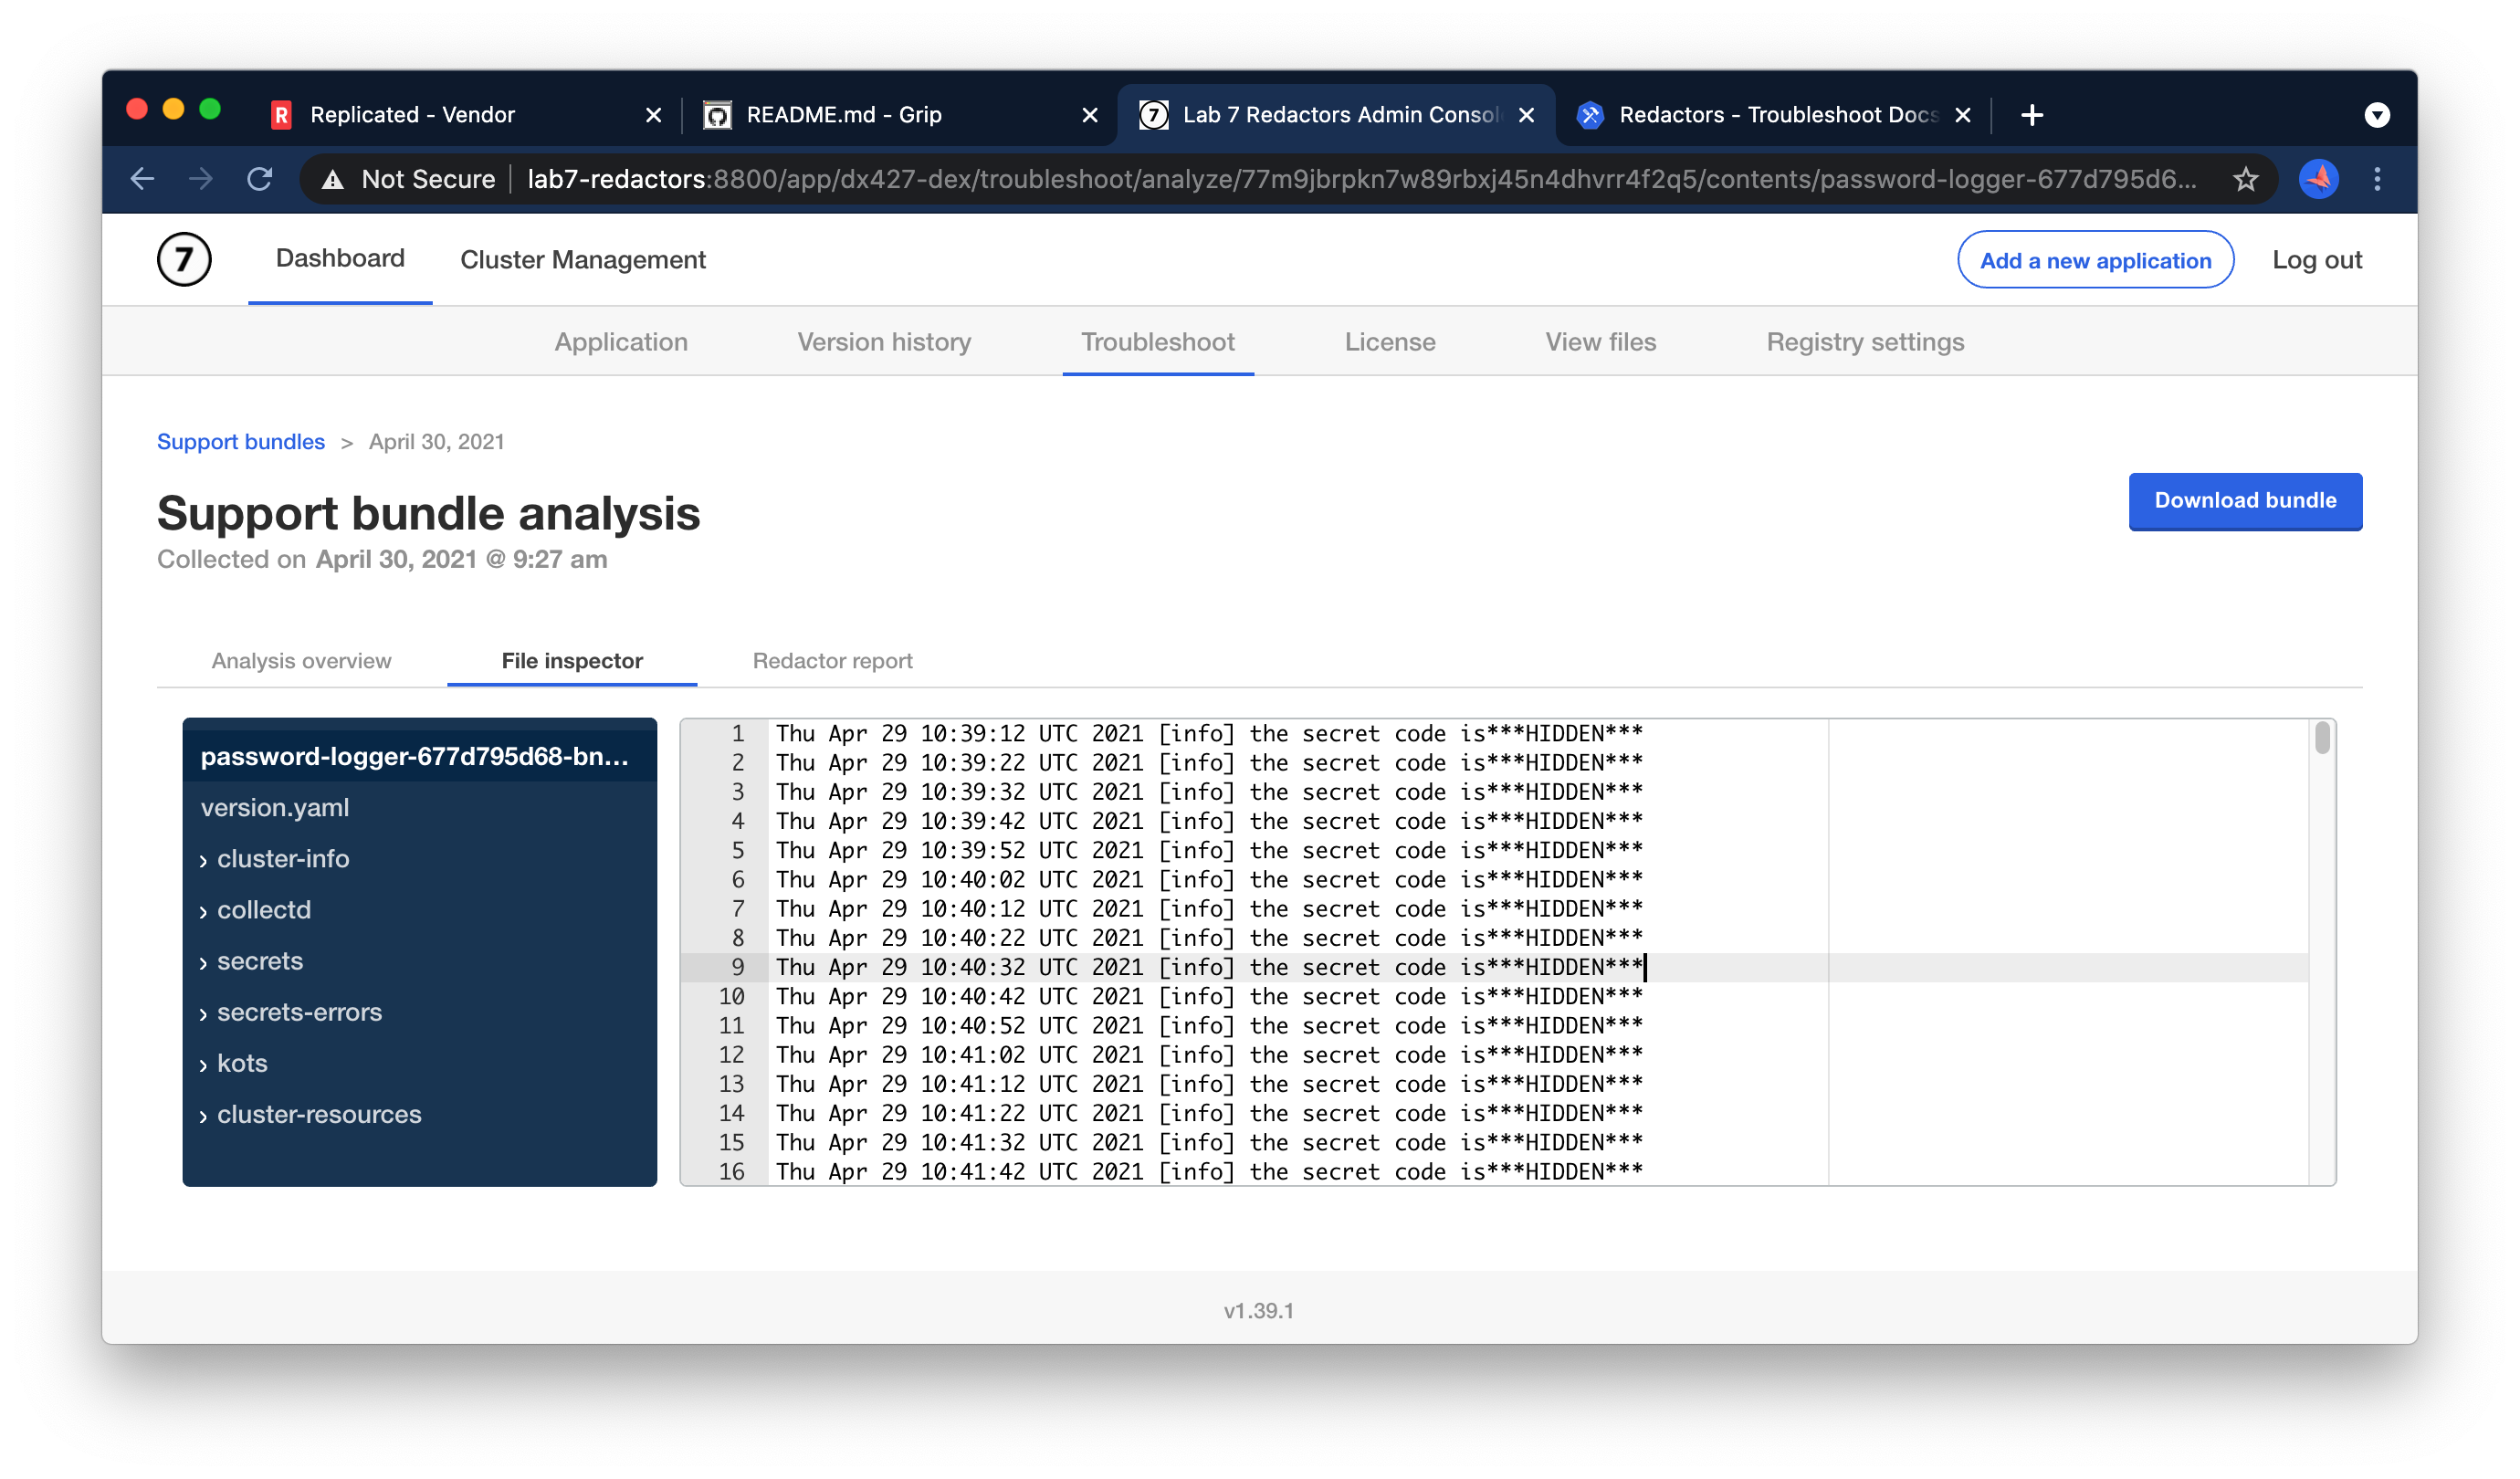 Replicated - Vendor
README.md - Grip
Lab 7 Redactors Admin Consol
Redactors - Troubleshoot Docs
Not Secure
lab7-redactors:8800/app/dx427-dex/troubleshoot/analyze/77m9jbrpkn7w89rbxj45n4dhvrr4f2q5/contents/password-logger-677d795d6...
7
Dashboard
Cluster Management
Add a new application
Log out
Application
Version history
Troubleshoot
License
View files
Registry settings
Support bundles > April 30, 2021
Support bundle analysis
Download bundle
Collected on April 30, 2021 @ 9:27 am
Analysis overview
File inspector
Redactor report
password-logger-677d795d68-bn...
version.yaml
› cluster-info
› collectd
› secrets
› secrets-errors
› kots
› cluster-resources
1 Thu Apr 29 10:39:12 UTC 2021 [info] the secret code is***HIDDEN***
2 Thu Apr 29 10:39:22 UTC 2021 [info] the secret code is***HIDDEN***
3 Thu Apr 29 10:39:32 UTC 2021 [info] the secret code is***HIDDEN***
4 Thu Apr 29 10:39:42 UTC 2021 [info] the secret code is***HIDDEN***
5 Thu Apr 29 10:39:52 UTC 2021 [info] the secret code is***HIDDEN***
6 Thu Apr 29 10:40:02 UTC 2021 [info] the secret code is***HIDDEN***
7 Thu Apr 29 10:40:12 UTC 2021 [info] the secret code is***HIDDEN***
8 Thu Apr 29 10:40:22 UTC 2021 [info] the secret code is***HIDDEN***
9 Thu Apr 29 10:40:32 UTC 2021 [info] the secret code is***HIDDEN***
10 Thu Apr 29 10:40:42 UTC 2021 [info] the secret code is***HIDDEN***
11 Thu Apr 29 10:40:52 UTC 2021 [info] the secret code is***HIDDEN***
12 Thu Apr 29 10:41:02 UTC 2021 [info] the secret code is***HIDDEN***
13 Thu Apr 29 10:41:12 UTC 2021 [info] the secret code is***HIDDEN***
14 Thu Apr 29 10:41:22 UTC 2021 [info] the secret code is***HIDDEN***
15 Thu Apr 29 10:41:32 UTC 2021 [info] the secret code is***HIDDEN***
16 Thu Apr 29 10:41:42 UTC 2021 [info] the secret code is***HIDDEN***
v1.39.1